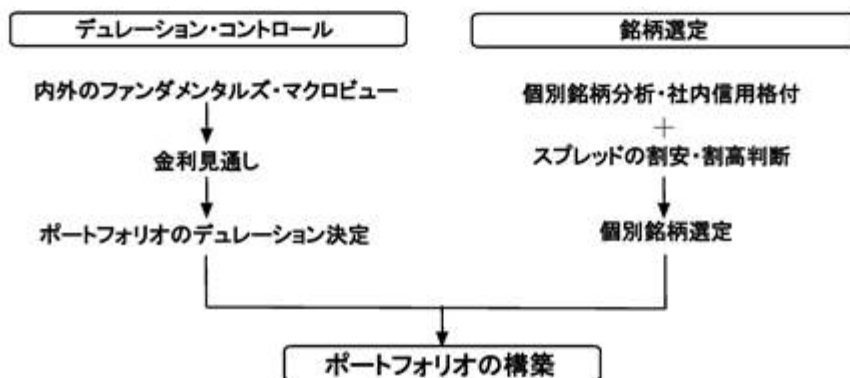 デュレーション・コントロール
内外のファンダメンタルズ・マクロビュー
金利見通し
ポートフォリオのデュレーション決定
銘柄選定
個別銘柄分析・社内信用格付
＋
スプレッドの割安・割高判断
個別銘柄選定
ポートフォリオの構築